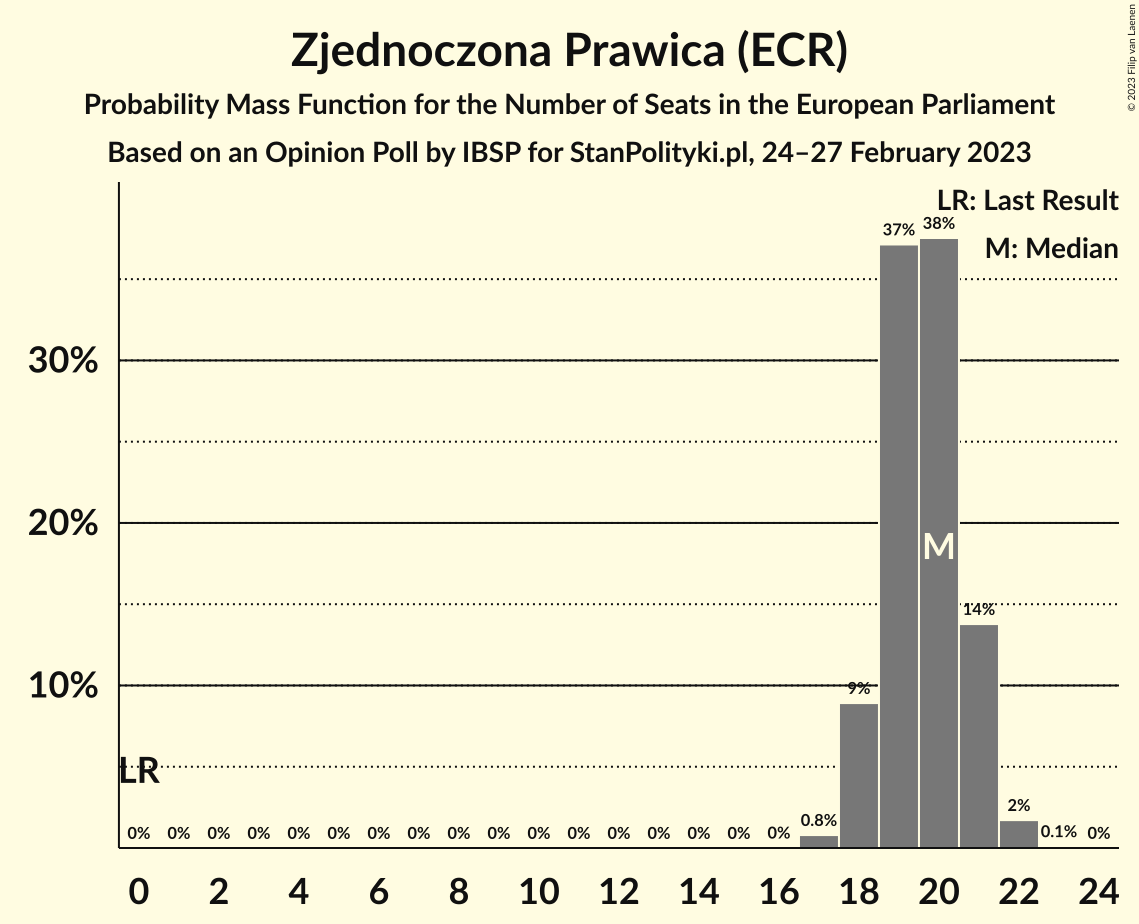 Zjednoczona Prawica (ECR)
Probability Mass Function for the Number of Seats in the European Parliament
Based on an Opinion Poll by IBSP for StanPolityki.pl, 24–27 February 2023
© 2023 Filip van Laenen
LR: Last Result
M: Median
37% 38%
30%
20%
M
14%
10%
9%
LR
2%
0% 0% 0% 0% 0% 0% 0% 0% 0% 0% 0% 0% 0% 0% 0% 0% 0% 0.8% 0.1% 0%
0 2 4 6 8 10 12 14 16 18 20 22 24